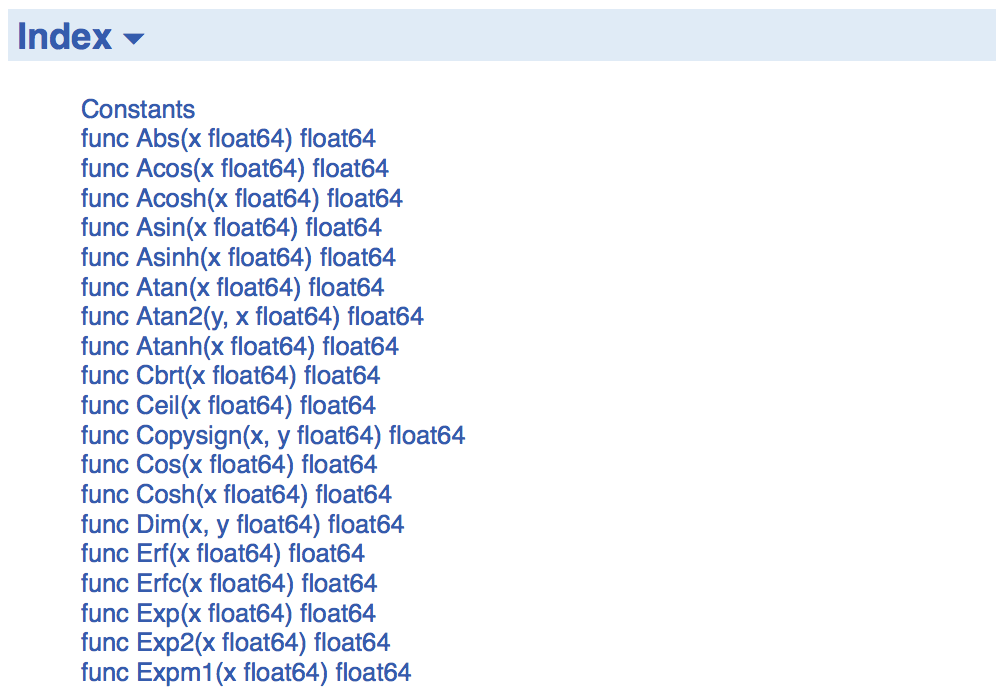 Index
Constants
func Abs(x float64) float64
func Acos(x float64) float64
func Acosh(x float64) float64
func Asin(x float64) float64
func Asinh(x float64) float64
func Atan(x float64) float64
func Atan2(y, x float64) float64
func Atanh(x float64) float64
func Cbrt(x float64) float64
func Ceil(x float64) float64
func Copysign(x, y float64) float64
func Cos(x float64) float64
func Cosh(x float64) float64
func Dim(x, y float64) float64
func Erf(x float64) float64
func Erfc(x float64) float64
func Exp(x float64) float64
func Exp2(x float64) float64
func Expm1(x float64) float64